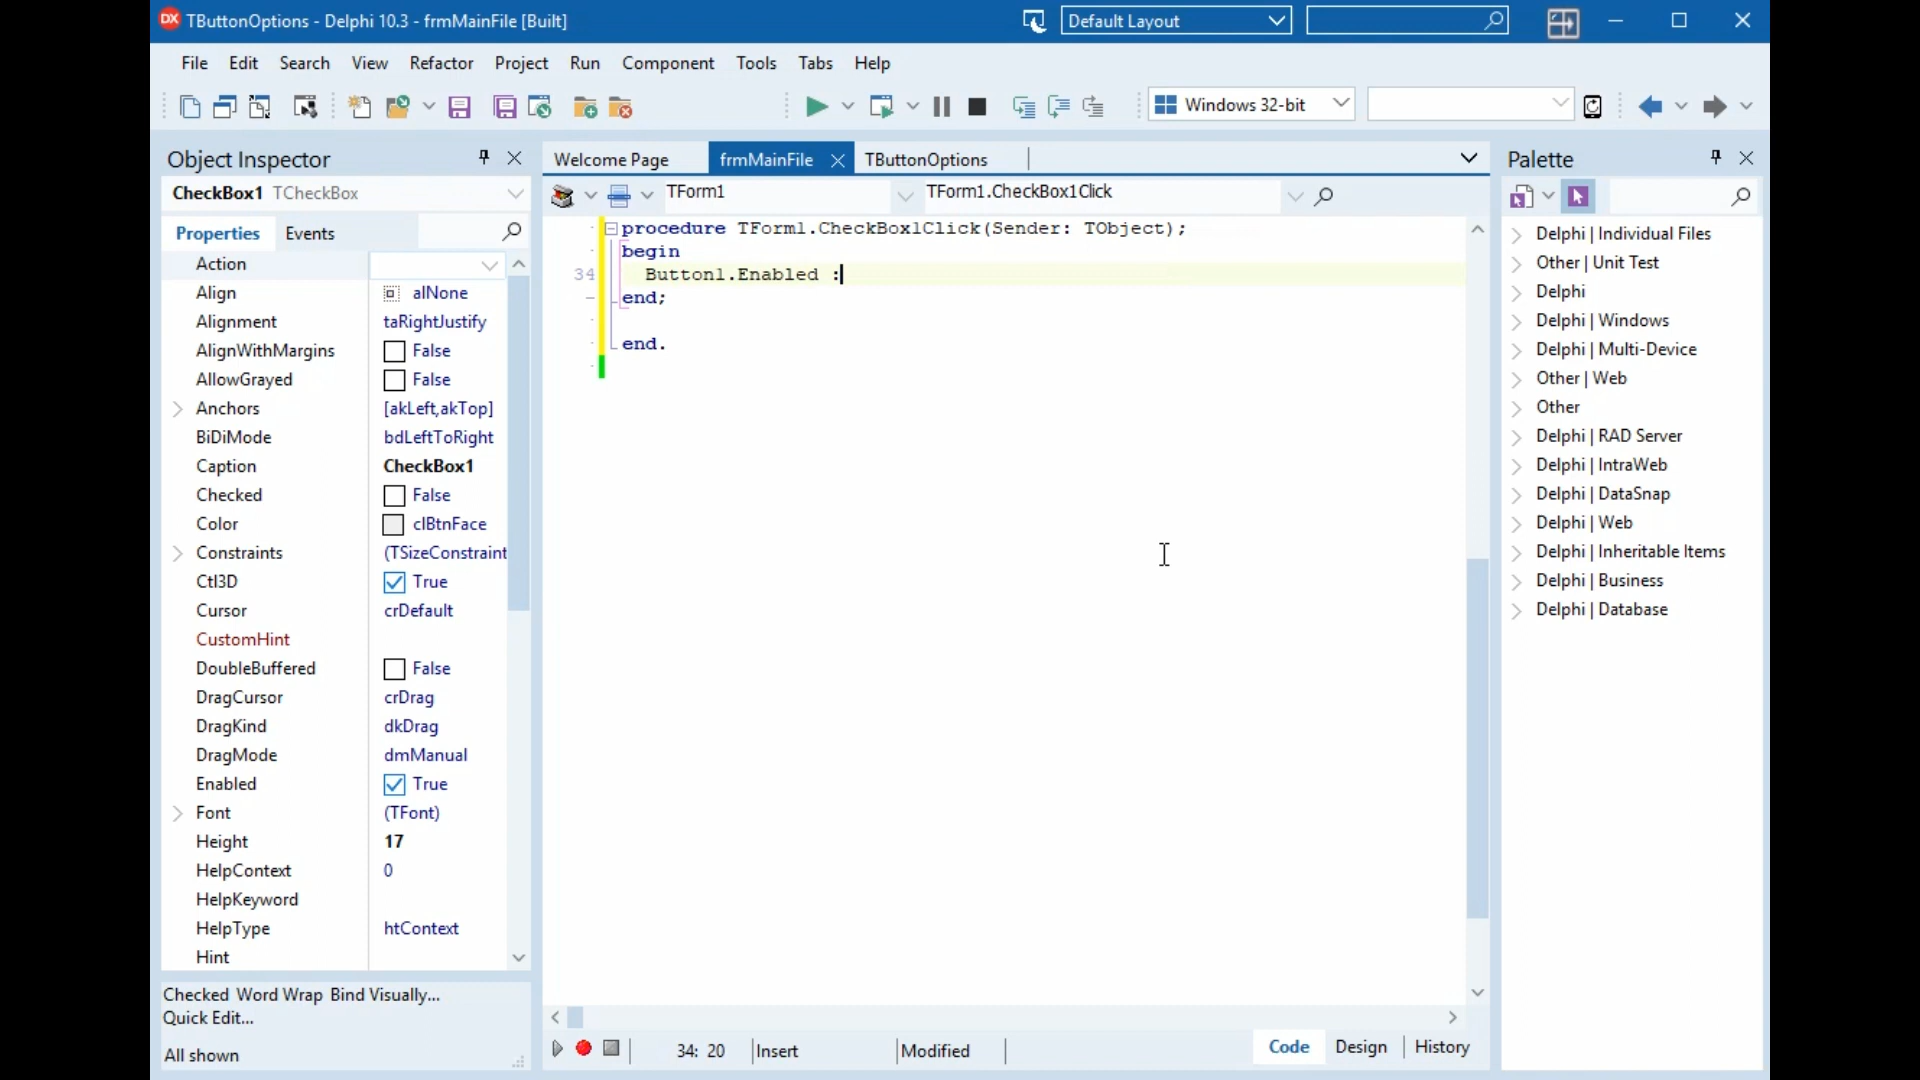 TButtonOptions - Delphi 10.3 - frmMainFile [Built]
Default Layout
File Edit Search View Refactor Project Run Component Tools Tabs Help
Windows 32-bit
Object Inspector
CheckBox1 TCheckBox
Properties Events
Action
Align alNone
Alignment taRightJustify
AlignWithMargins False
AllowGrayed False
Anchors [akLeft,akTop]
BiDiMode bdLeftToRight
Caption CheckBox1
Checked False
Color clBtnFace
Constraints (TSizeConstraint
Ctl3D True
Cursor crDefault
CustomHint
DoubleBuffered False
DragCursor crDrag
DragKind dkDrag
DragMode dmManual
Enabled True
Font (TFont)
Height 17
HelpContext 0
HelpKeyword
HelpType htContext
Hint
Checked Word Wrap Bind Visually...
Quick Edit...
All shown
Welcome Page frmMainFile TButtonOptions
TForm1 TForm1.CheckBox1Click
procedure TForm1.CheckBox1Click(Sender: TObject);
begin
34 Button1.Enabled :
end;
end.
34: 20 Insert Modified
Code Design History
Palette
Delphi | Individual Files
Other | Unit Test
Delphi
Delphi | Windows
Delphi | Multi-Device
Other | Web
Other
Delphi | RAD Server
Delphi | IntraWeb
Delphi | DataSnap
Delphi | Web
Delphi | Inheritable Items
Delphi | Business
Delphi | Database